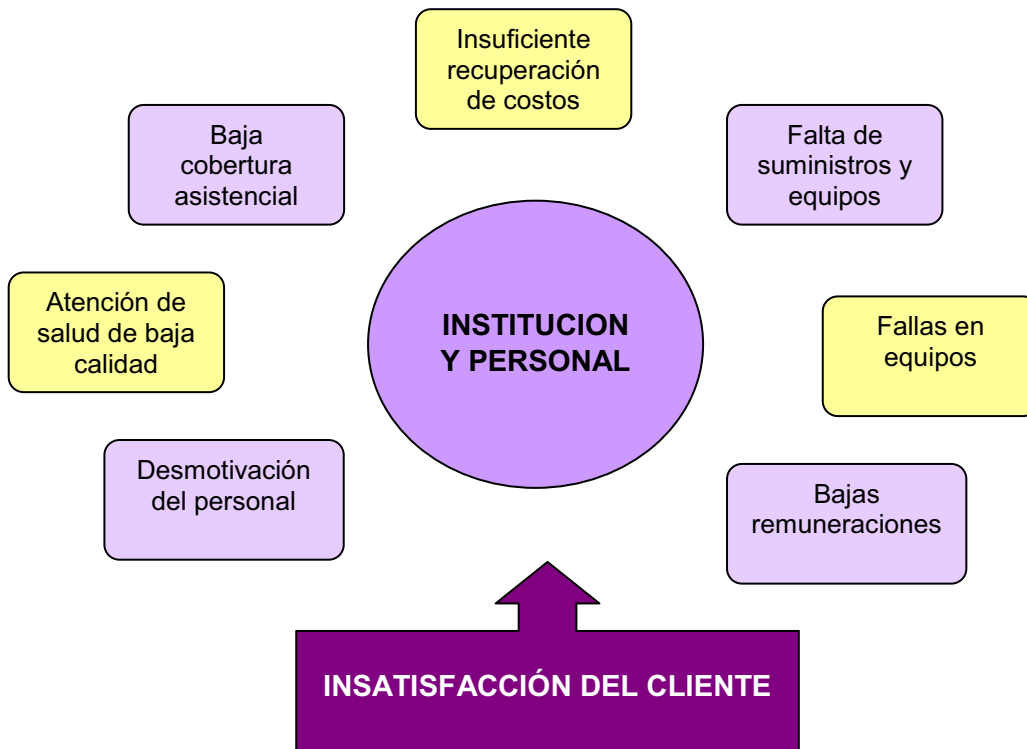 Insuficiente
recuperación
de costos
Baja
cobertura
asistencial
Falta de
suministros y
equipos
Atención de
salud de baja
calidad
INSTITUCION
Y PERSONAL
Fallas en
equipos
Desmotivación
del personal
Bajas
remuneraciones
INSATISFACCIÓN DEL CLIENTE